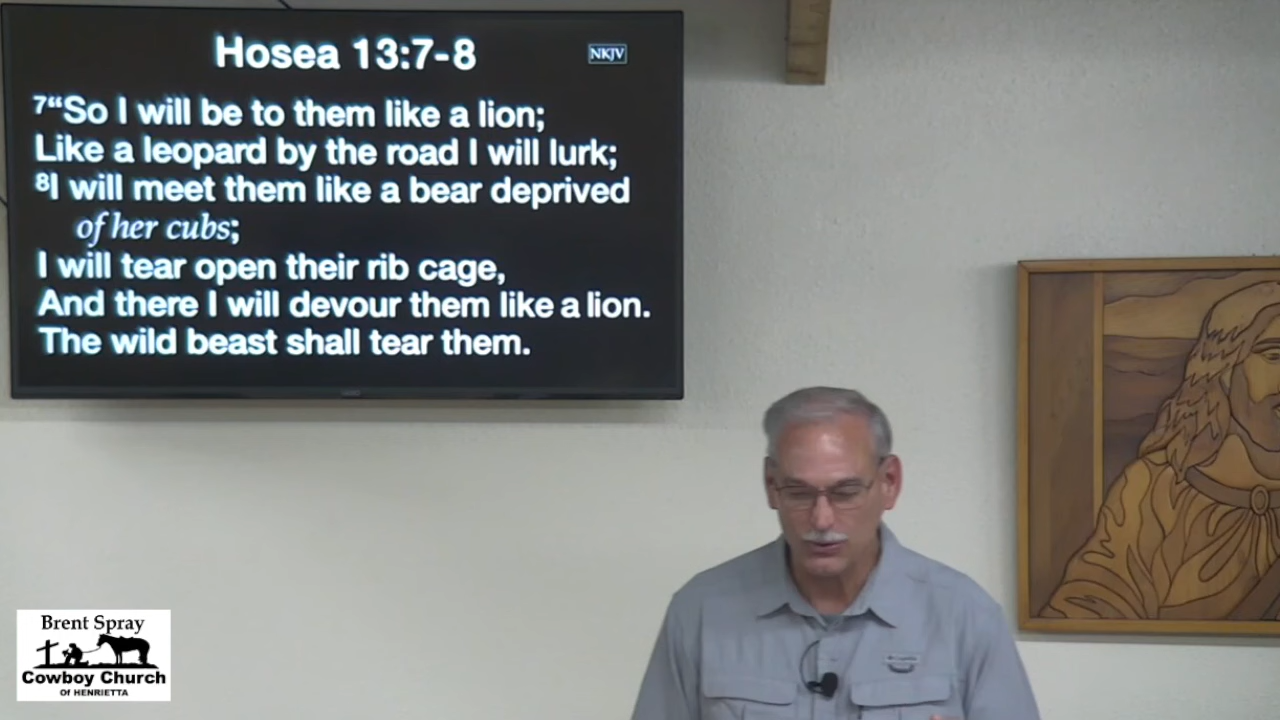 Hosea 13:7-8
NKJV
7“So I will be to them like a lion;
Like a leopard by the road I will lurk;
8I will meet them like a bear deprived
of her cubs;
I will tear open their rib cage,
And there I will devour them like a lion.
The wild beast shall tear them.
Brent Spray
Cowboy Church
OF HENRIETTA
Columbia